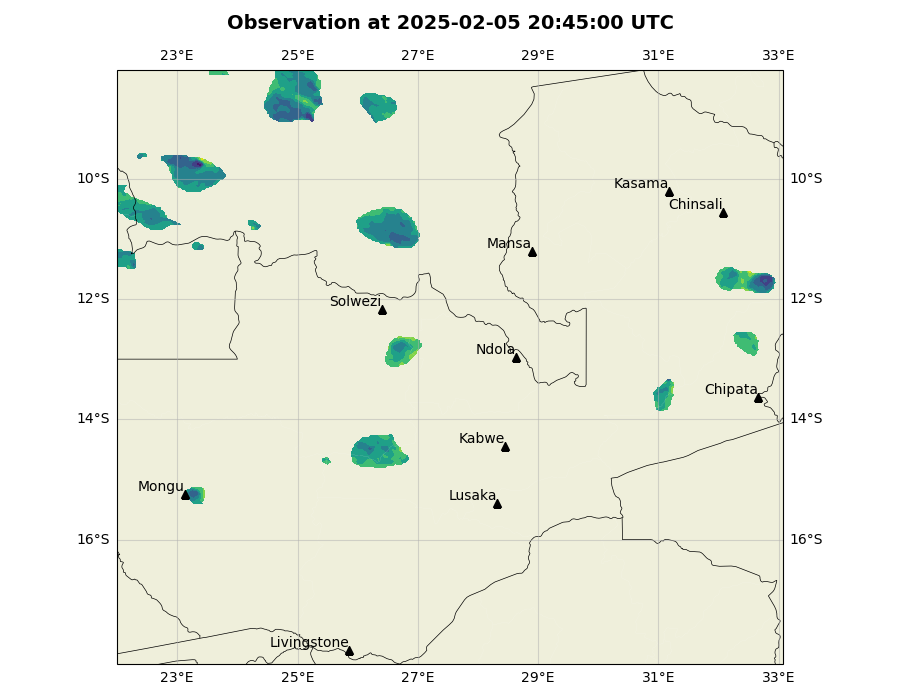 Observation at 2025-02-05 20:45:00 UTC
23°E 25°E 27°E 29°E 31°E 33°E
10°S 10°S
Kasama
Chinsali
Mansa
12°S 12°S
Solwezi
Ndola
Chipata
14°S 14°S
Kabwe
Mongu
Lusaka
16°S 16°S
Livingstone
23°E 25°E 27°E 29°E 31°E 33°E